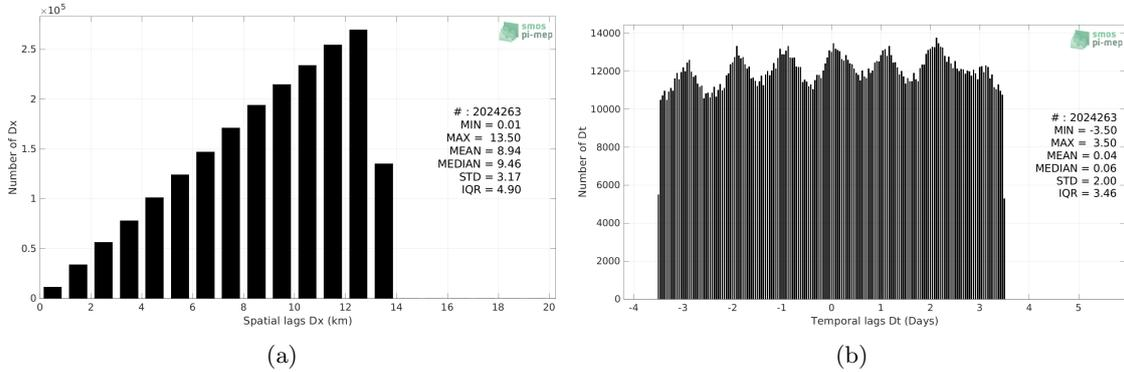 ×10⁵
2.5
2
1.5
1
0.5
0
Number of Dx
smos
pi-mep
# : 2024263
MIN = 0.01
MAX = 13.50
MEAN = 8.94
MEDIAN = 9.46
STD = 3.17
IQR = 4.90
0 2 4 6 8 10 12 14 16 18 20
Spatial lags Dx (km)
(a)
14000
12000
10000
8000
6000
4000
2000
0
Number of Dt
smos
pi-mep
# : 2024263
MIN = -3.50
MAX = 3.50
MEAN = 0.04
MEDIAN = 0.06
STD = 2.00
IQR = 3.46
-4 -3 -2 -1 0 1 2 3 4 5
Temporal lags Dt (Days)
(b)